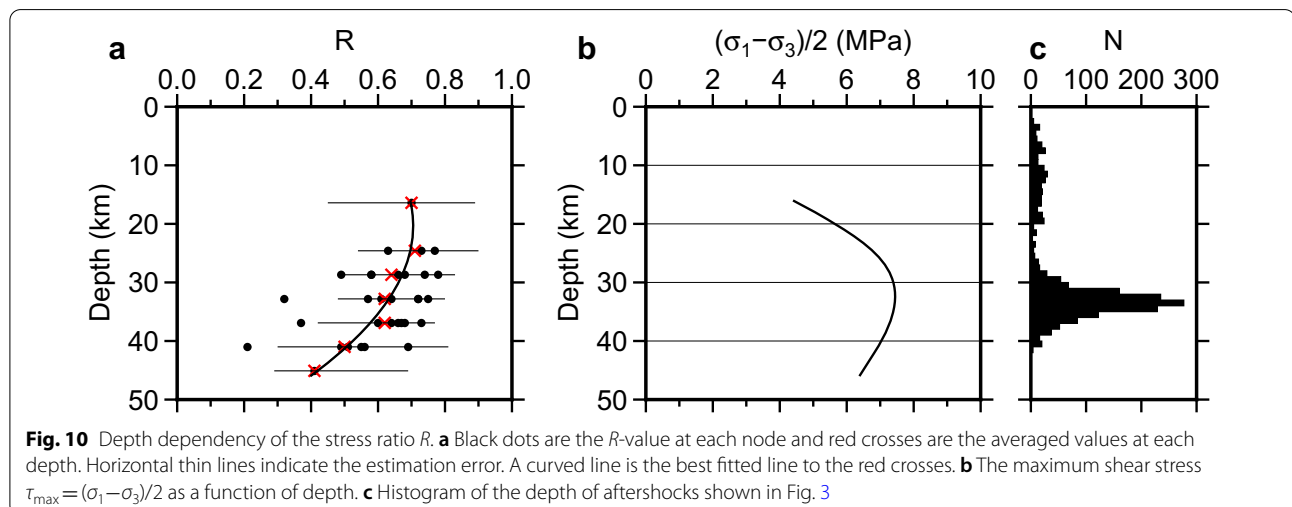 a R b (σ1−σ3)/2 (MPa) c N
0.0 0.2 0.4 0.6 0.8 1.0 0 2 4 6 8 10 0 100 200 300
0 0 0
10 10
20 20
30 30
40 40
50 50
Depth (km) Depth (km)
Fig. 10 Depth dependency of the stress ratio R. a Black dots are the R-value at each node and red crosses are the averaged values at each
depth. Horizontal thin lines indicate the estimation error. A curved line is the best fitted line to the red crosses. b The maximum shear stress
τmax = (σ1−σ3)/2 as a function of depth. c Histogram of the depth of aftershocks shown in Fig. 3